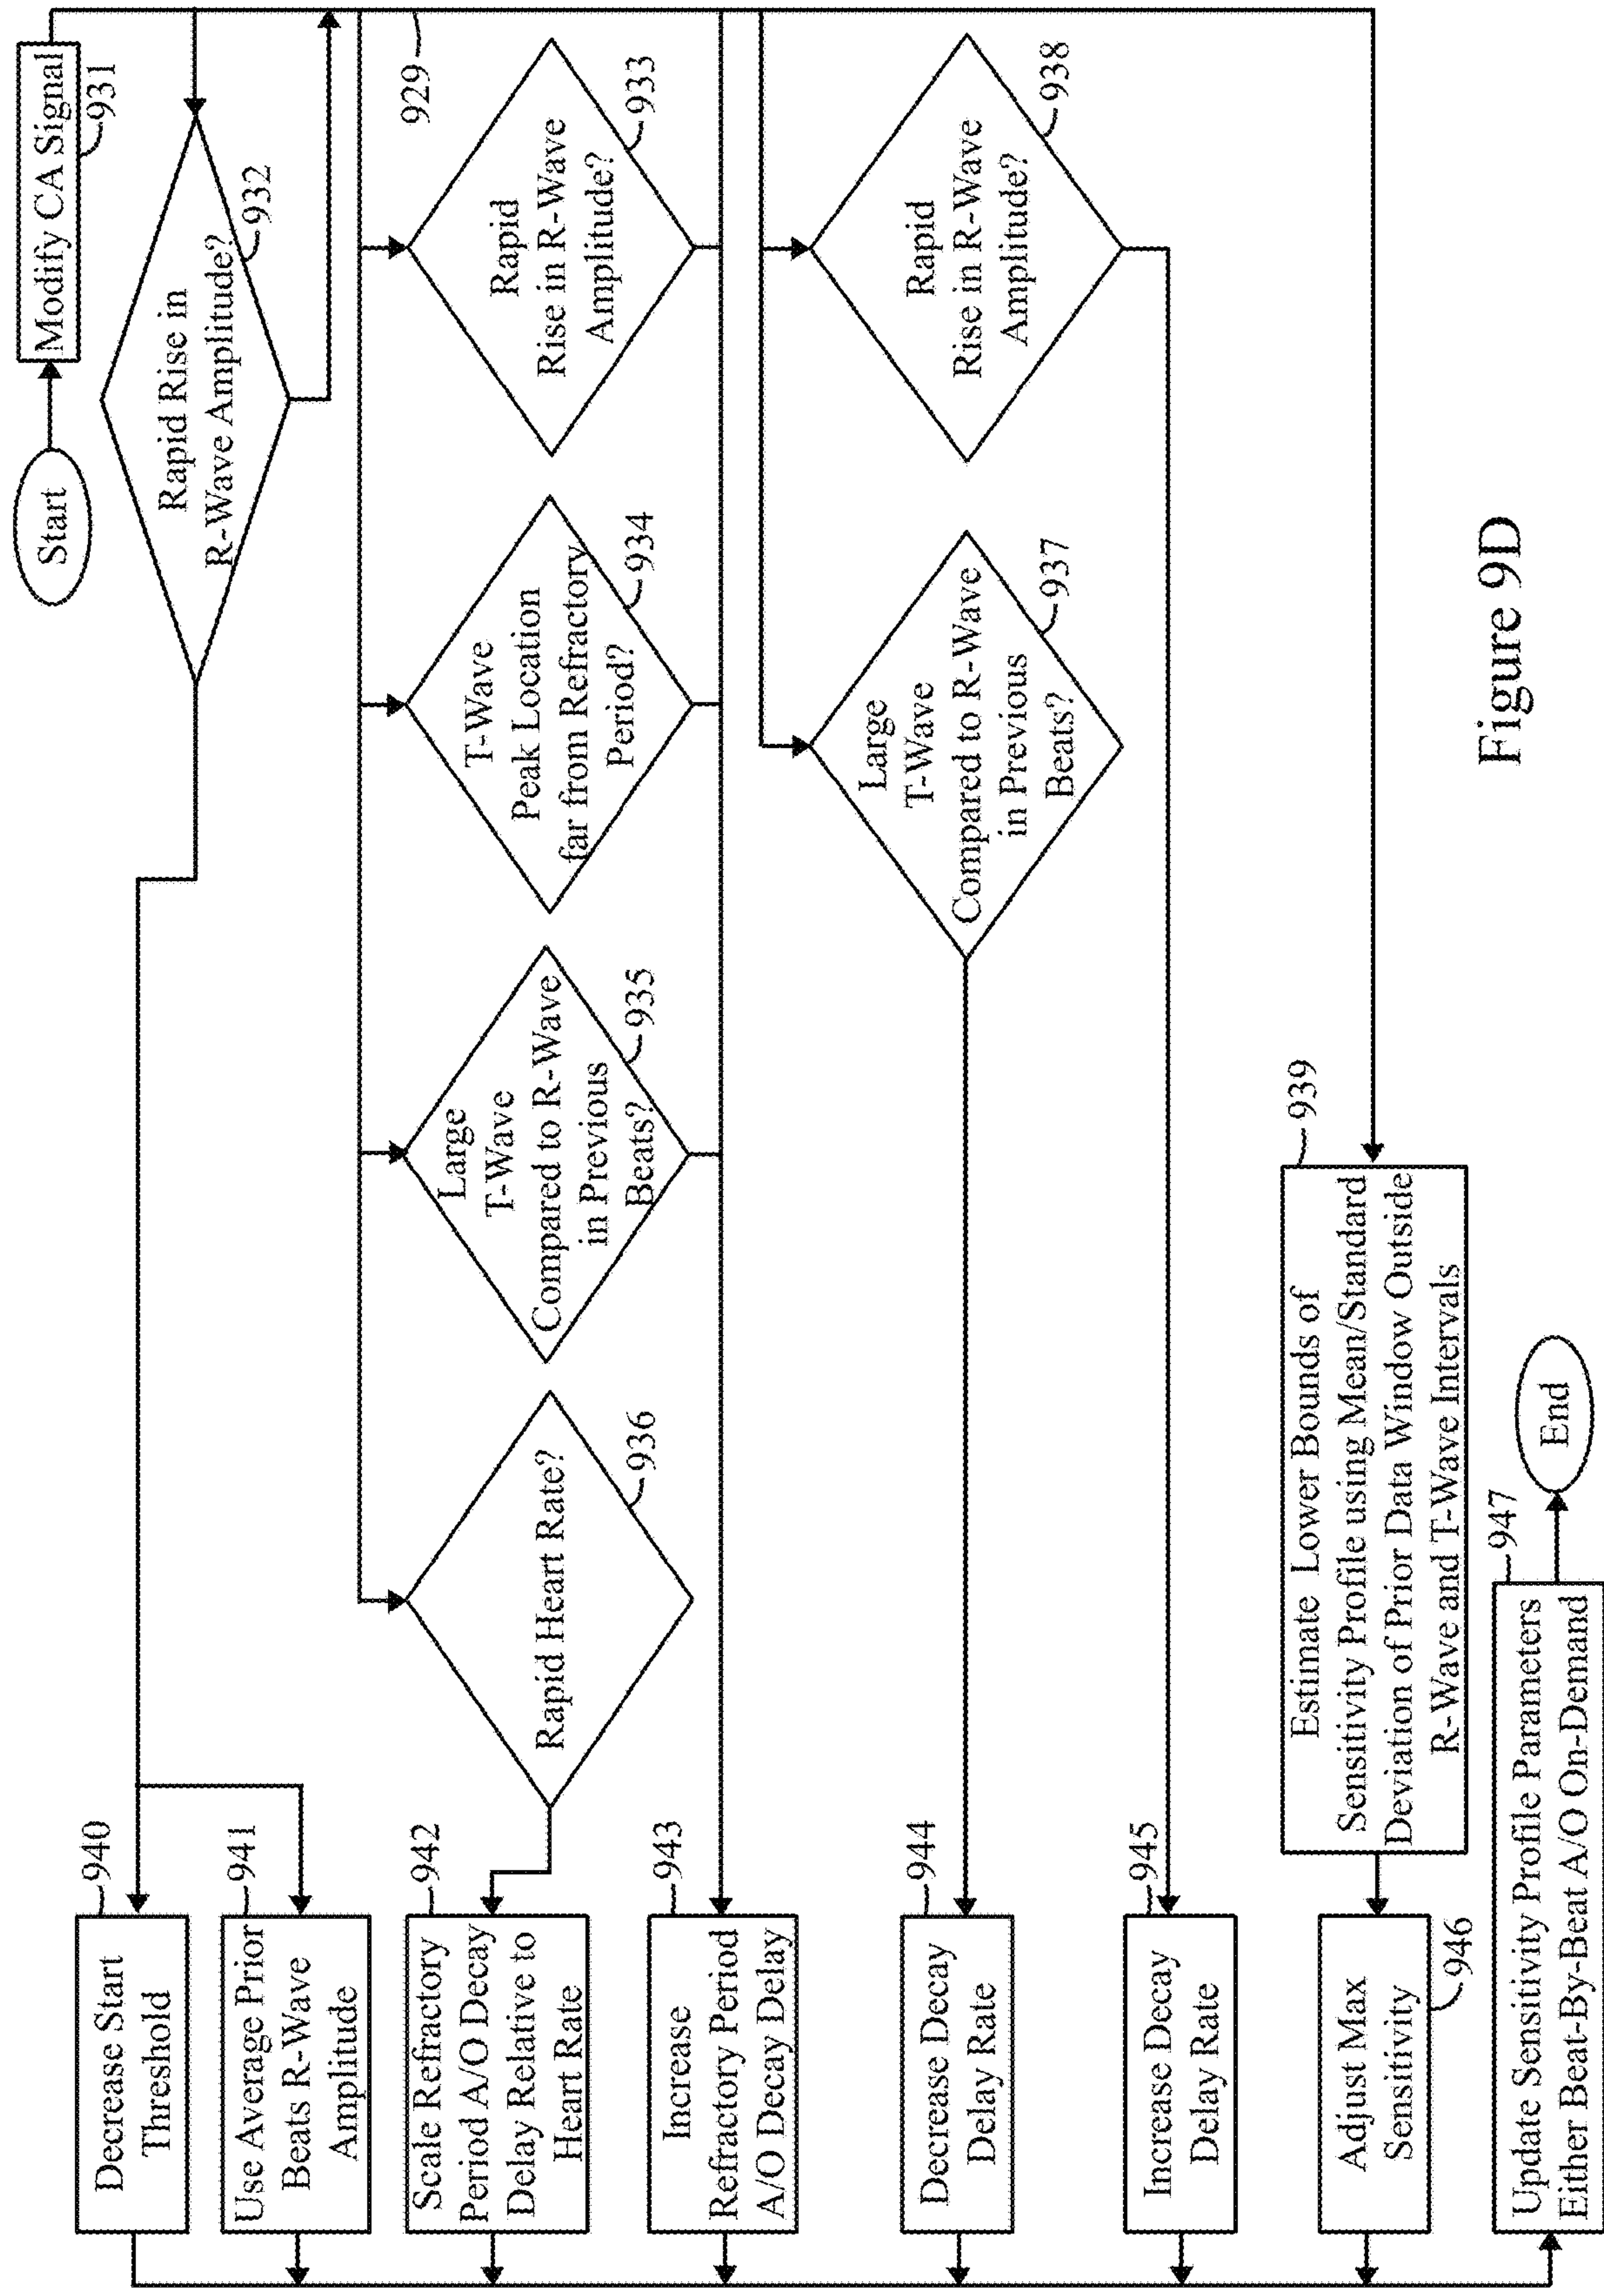 Start
Modify CA Signal
931
Rapid Rise in
R-Wave Amplitude?
932
929
Rapid Heart Rate?
936
Large
T-Wave
Compared to R-Wave
in Previous
Beats?
935
T-Wave
Peak Location
far from Refractory
Period?
934
Rapid
Rise in R-Wave
Amplitude?
933
Large
T-Wave
Compared to R-Wave
in Previous
Beats?
937
Rapid
Rise in R-Wave
Amplitude?
938
939
Estimate Lower Bounds of
Sensitivity Profile using Mean/Standard
Deviation of Prior Data Window Outside
R-Wave and T-Wave Intervals
940
Decrease Start
Threshold
941
Use Average Prior
Beats R-Wave
Amplitude
942
Scale Refractory
Period A/O Decay
Delay Relative to
Heart Rate
943
Increase
Refractory Period
A/O Decay Delay
944
Decrease Decay
Delay Rate
945
Increase Decay
Delay Rate
Adjust Max
Sensitivity
946
947
Update Sensitivity Profile Parameters
Either Beat-By-Beat A/O On-Demand
End
Figure 9D